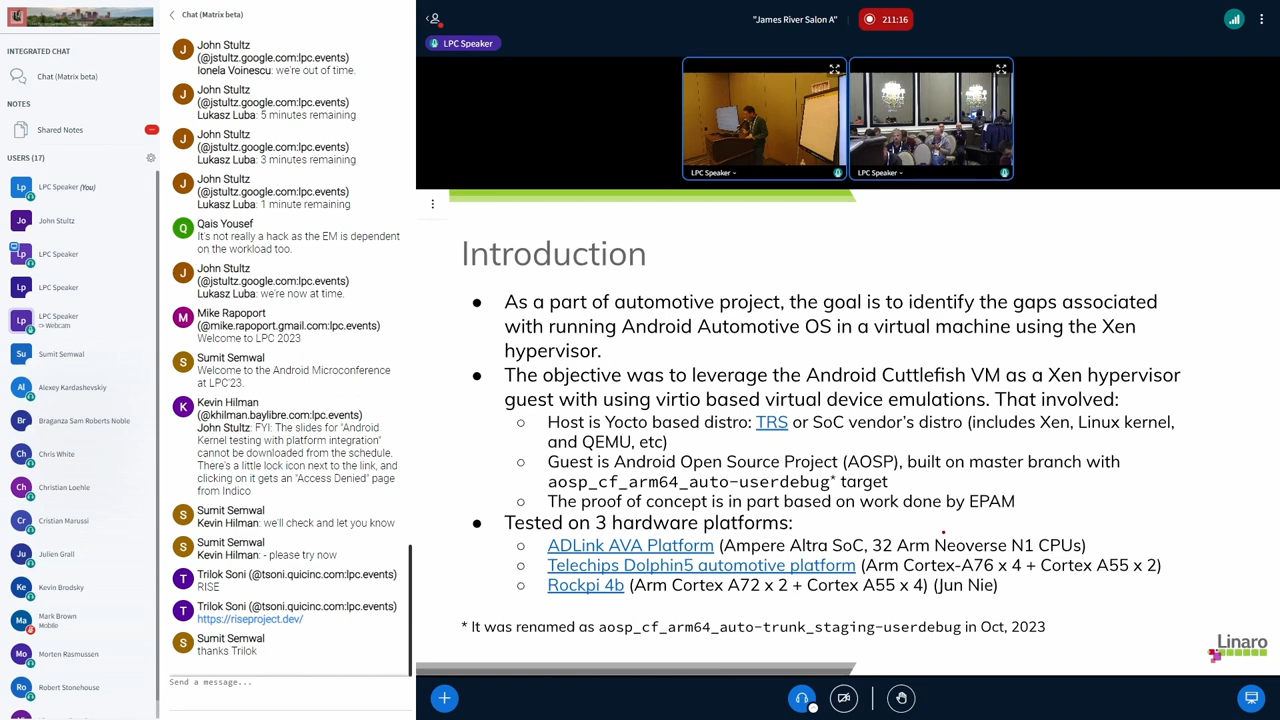 INTEGRATED CHAT
Chat (Matrix beta)
NOTES
Shared Notes
USERS (17)
Lp LPC Speaker (You)
Jo John Stultz
Lp LPC Speaker
Lp LPC Speaker
Lp LPC Speaker
Webcam
Su Sumit Semwal
Al Alexey Kardashevskiy
Br Braganza Sam Roberts Noble
Ch Chris White
Ch Christian Loehle
Cr Cristian Marussi
Ju Julien Grall
Ke Kevin Brodsky
Ma Mark Brown
Mobile
Mo Morten Rasmussen
Ro Robert Stonehouse
Chat (Matrix beta)
J John Stultz
(@jstultz.google.com:lpc.events)
Ionela Voinescu: we're out of time.
J John Stultz
(@jstultz.google.com:lpc.events)
Lukasz Luba: 5 minutes remaining
J John Stultz
(@jstultz.google.com:lpc.events)
Lukasz Luba: 3 minutes remaining
J John Stultz
(@jstultz.google.com:lpc.events)
Lukasz Luba: 1 minute remaining
Q Qais Yousef
It's not really a hack as the EM is dependent
on the workload too.
J John Stultz
(@jstultz.google.com:lpc.events)
Lukasz Luba: we're now at time.
M Mike Rapoport
(@mike.rapoport.gmail.com:lpc.events)
Welcome to LPC 2023
S Sumit Semwal
Welcome to the Android Microconference
at LPC'23.
K Kevin Hilman
(@khilman.baylibre.com:lpc.events)
John Stultz: FYI: The slides for "Android
Kernel testing with platform integration"
cannot be downloaded from the schedule.
There's a little lock icon next to the link, and
clicking on it gets an "Access Denied" page
from Indico
S Sumit Semwal
Kevin Hilman: we'll check and let you know
S Sumit Semwal
Kevin Hilman: - please try now
T Trilok Soni (@tsoni.quicinc.com:lpc.events)
RISE
T Trilok Soni (@tsoni.quicinc.com:lpc.events)
https://riseproject.dev/
S Sumit Semwal
thanks Trilok
Send a message...
"James River Salon A"
211:16
LPC Speaker
LPC Speaker
LPC Speaker
Introduction
● As a part of automotive project, the goal is to identify the gaps associated
with running Android Automotive OS in a virtual machine using the Xen
hypervisor.
● The objective was to leverage the Android Cuttlefish VM as a Xen hypervisor
guest with using virtio based virtual device emulations. That involved:
○ Host is Yocto based distro: TRS or SoC vendor's distro (includes Xen, Linux kernel,
and QEMU, etc)
○ Guest is Android Open Source Project (AOSP), built on master branch with
aosp_cf_arm64_auto-userdebug* target
○ The proof of concept is in part based on work done by EPAM
● Tested on 3 hardware platforms:
○ ADLink AVA Platform (Ampere Altra SoC, 32 Arm Neoverse N1 CPUs)
○ Telechips Dolphin5 automotive platform (Arm Cortex-A76 x 4 + Cortex A55 x 2)
○ Rockpi 4b (Arm Cortex A72 x 2 + Cortex A55 x 4) (Jun Nie)
* It was renamed as aosp_cf_arm64_auto-trunk_staging-userdebug in Oct, 2023
Linaro